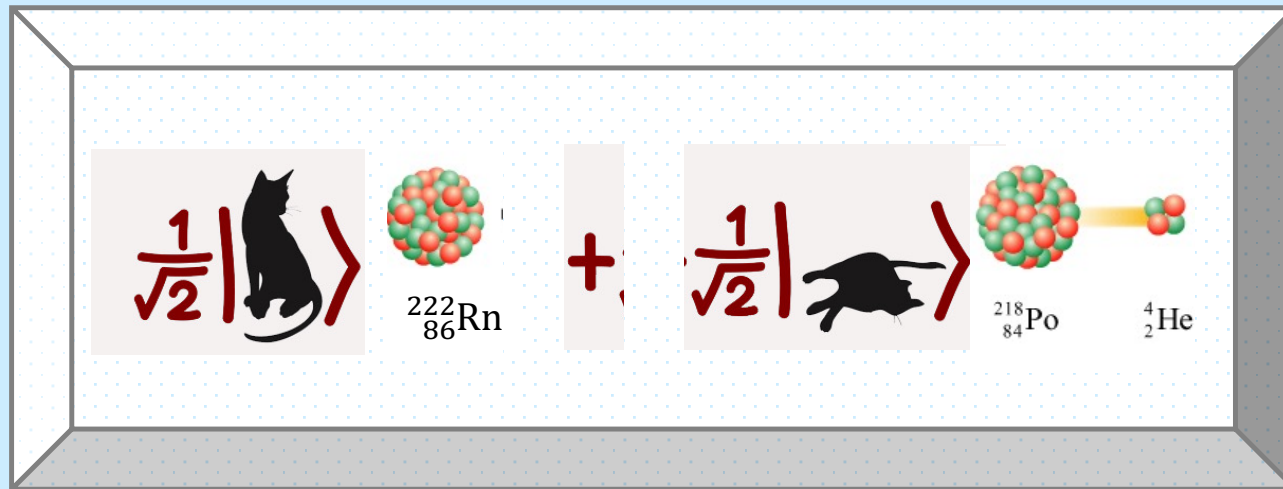 1/√2 | ⟩ + 1/√2 | ⟩
²²²₈₆Rn ²¹⁸₈₄Po ⁴₂He